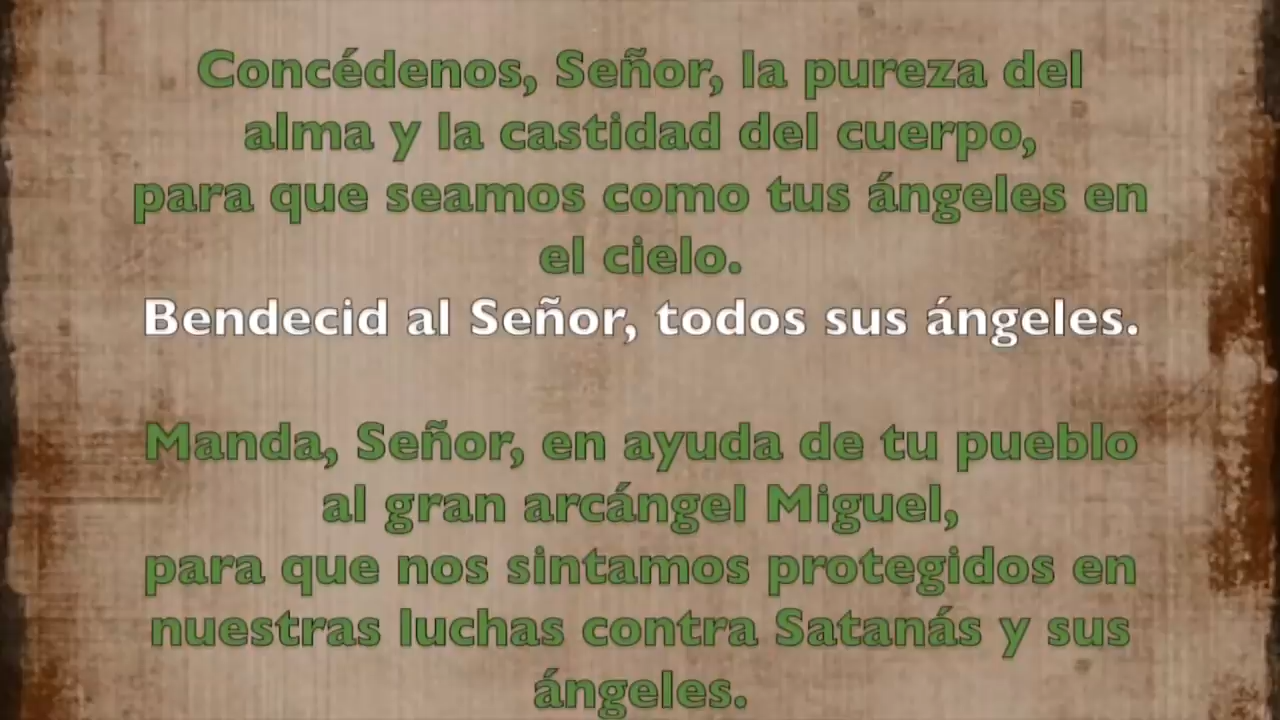 Concédenos, Señor, la pureza del
alma y la castidad del cuerpo,
para que seamos como tus ángeles en
el cielo.
Bendecid al Señor, todos sus ángeles.
Manda, Señor, en ayuda de tu pueblo
al gran arcángel Miguel,
para que nos sintamos protegidos en
nuestras luchas contra Satanás y sus
ángeles.